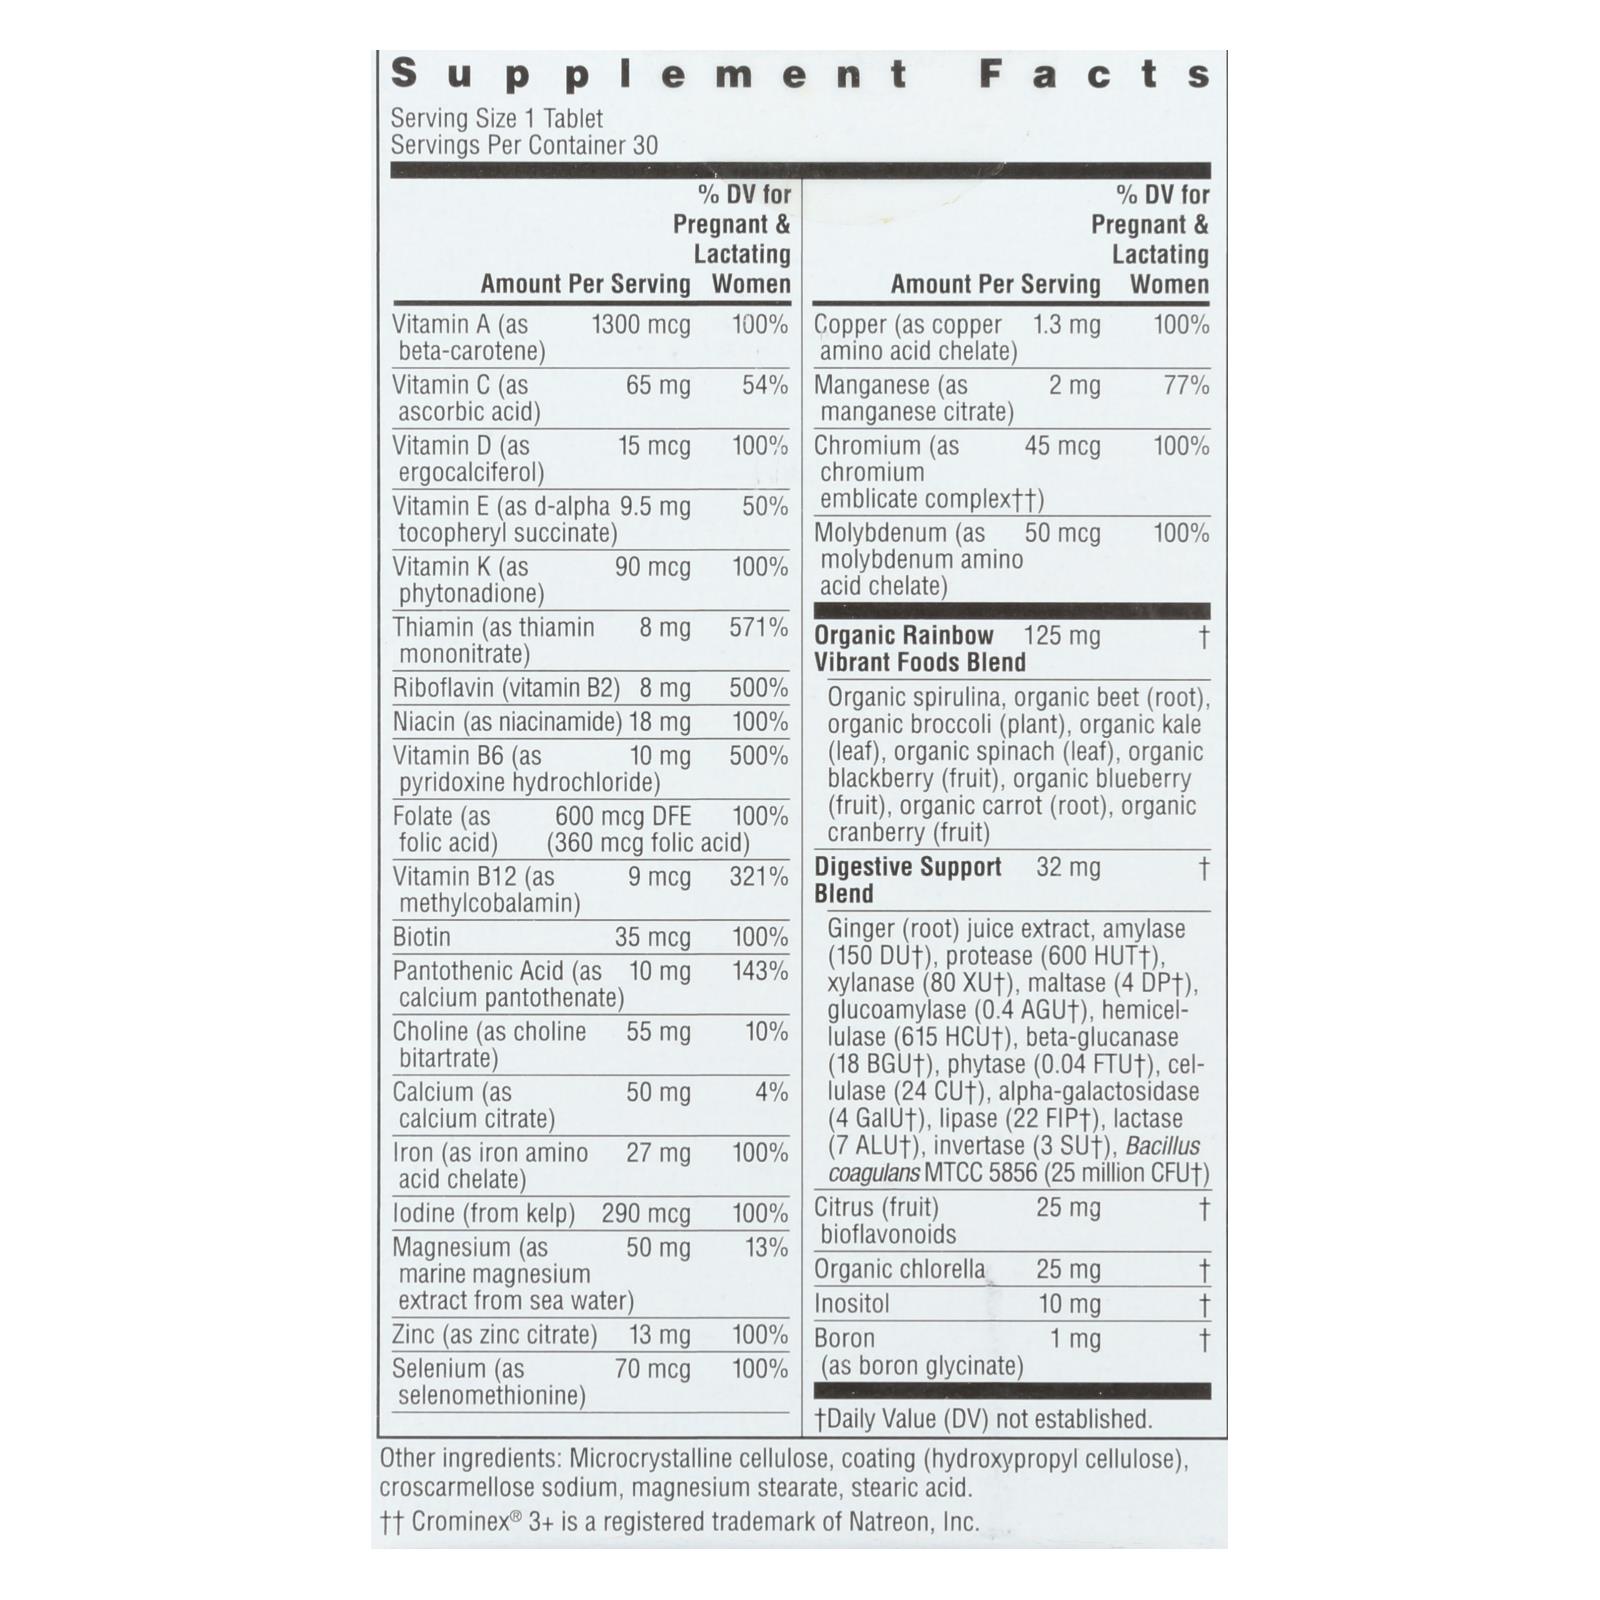 Supplement Facts
Serving Size 1 Tablet
Servings Per Container 30
% DV for
Pregnant &
Lactating
Amount Per Serving Women
Vitamin A (as 1300 mcg 100%
beta-carotene)
Vitamin C (as 65 mg 54%
ascorbic acid)
Vitamin D (as 15 mcg 100%
ergocalciferol)
Vitamin E (as d-alpha 9.5 mg 50%
tocopheryl succinate)
Vitamin K (as 90 mcg 100%
phytonadione)
Thiamin (as thiamin 8 mg 571%
mononitrate)
Riboflavin (vitamin B2) 8 mg 500%
Niacin (as niacinamide) 18 mg 100%
Vitamin B6 (as 10 mg 500%
pyridoxine hydrochloride)
Folate (as 600 mcg DFE 100%
folic acid) (360 mcg folic acid)
Vitamin B12 (as 9 mcg 321%
methylcobalamin)
Biotin 35 mcg 100%
Pantothenic Acid (as 10 mg 143%
calcium pantothenate)
Choline (as choline 55 mg 10%
bitartrate)
Calcium (as 50 mg 4%
calcium citrate)
Iron (as iron amino 27 mg 100%
acid chelate)
Iodine (from kelp) 290 mcg 100%
Magnesium (as 50 mg 13%
marine magnesium
extract from sea water)
Zinc (as zinc citrate) 13 mg 100%
Selenium (as 70 mcg 100%
selenomethionine)
% DV for
Pregnant &
Lactating
Amount Per Serving Women
Copper (as copper 1.3 mg 100%
amino acid chelate)
Manganese (as 2 mg 77%
manganese citrate)
Chromium (as 45 mcg 100%
chromium
emblicate complex††)
Molybdenum (as 50 mcg 100%
molybdenum amino
acid chelate)
Organic Rainbow 125 mg †
Vibrant Foods Blend
Organic spirulina, organic beet (root),
organic broccoli (plant), organic kale
(leaf), organic spinach (leaf), organic
blackberry (fruit), organic blueberry
(fruit), organic carrot (root), organic
cranberry (fruit)
Digestive Support 32 mg †
Blend
Ginger (root) juice extract, amylase
(150 DU†), protease (600 HUT†),
xylanase (80 XU†), maltase (4 DP†),
glucoamylase (0.4 AGU†), hemicel-
lulase (615 HCU†), beta-glucanase
(18 BGU†), phytase (0.04 FTU†), cel-
lulase (24 CU†), alpha-galactosidase
(4 GalU†), lipase (22 FIP†), lactase
(7 ALU†), invertase (3 SU†), Bacillus
coagulans MTCC 5856 (25 million CFU†)
Citrus (fruit) 25 mg †
bioflavonoids
Organic chlorella 25 mg †
Inositol 10 mg †
Boron 1 mg †
(as boron glycinate)
†Daily Value (DV) not established.
Other ingredients: Microcrystalline cellulose, coating (hydroxypropyl cellulose),
croscarmellose sodium, magnesium stearate, stearic acid.
†† Crominex® 3+ is a registered trademark of Natreon, Inc.